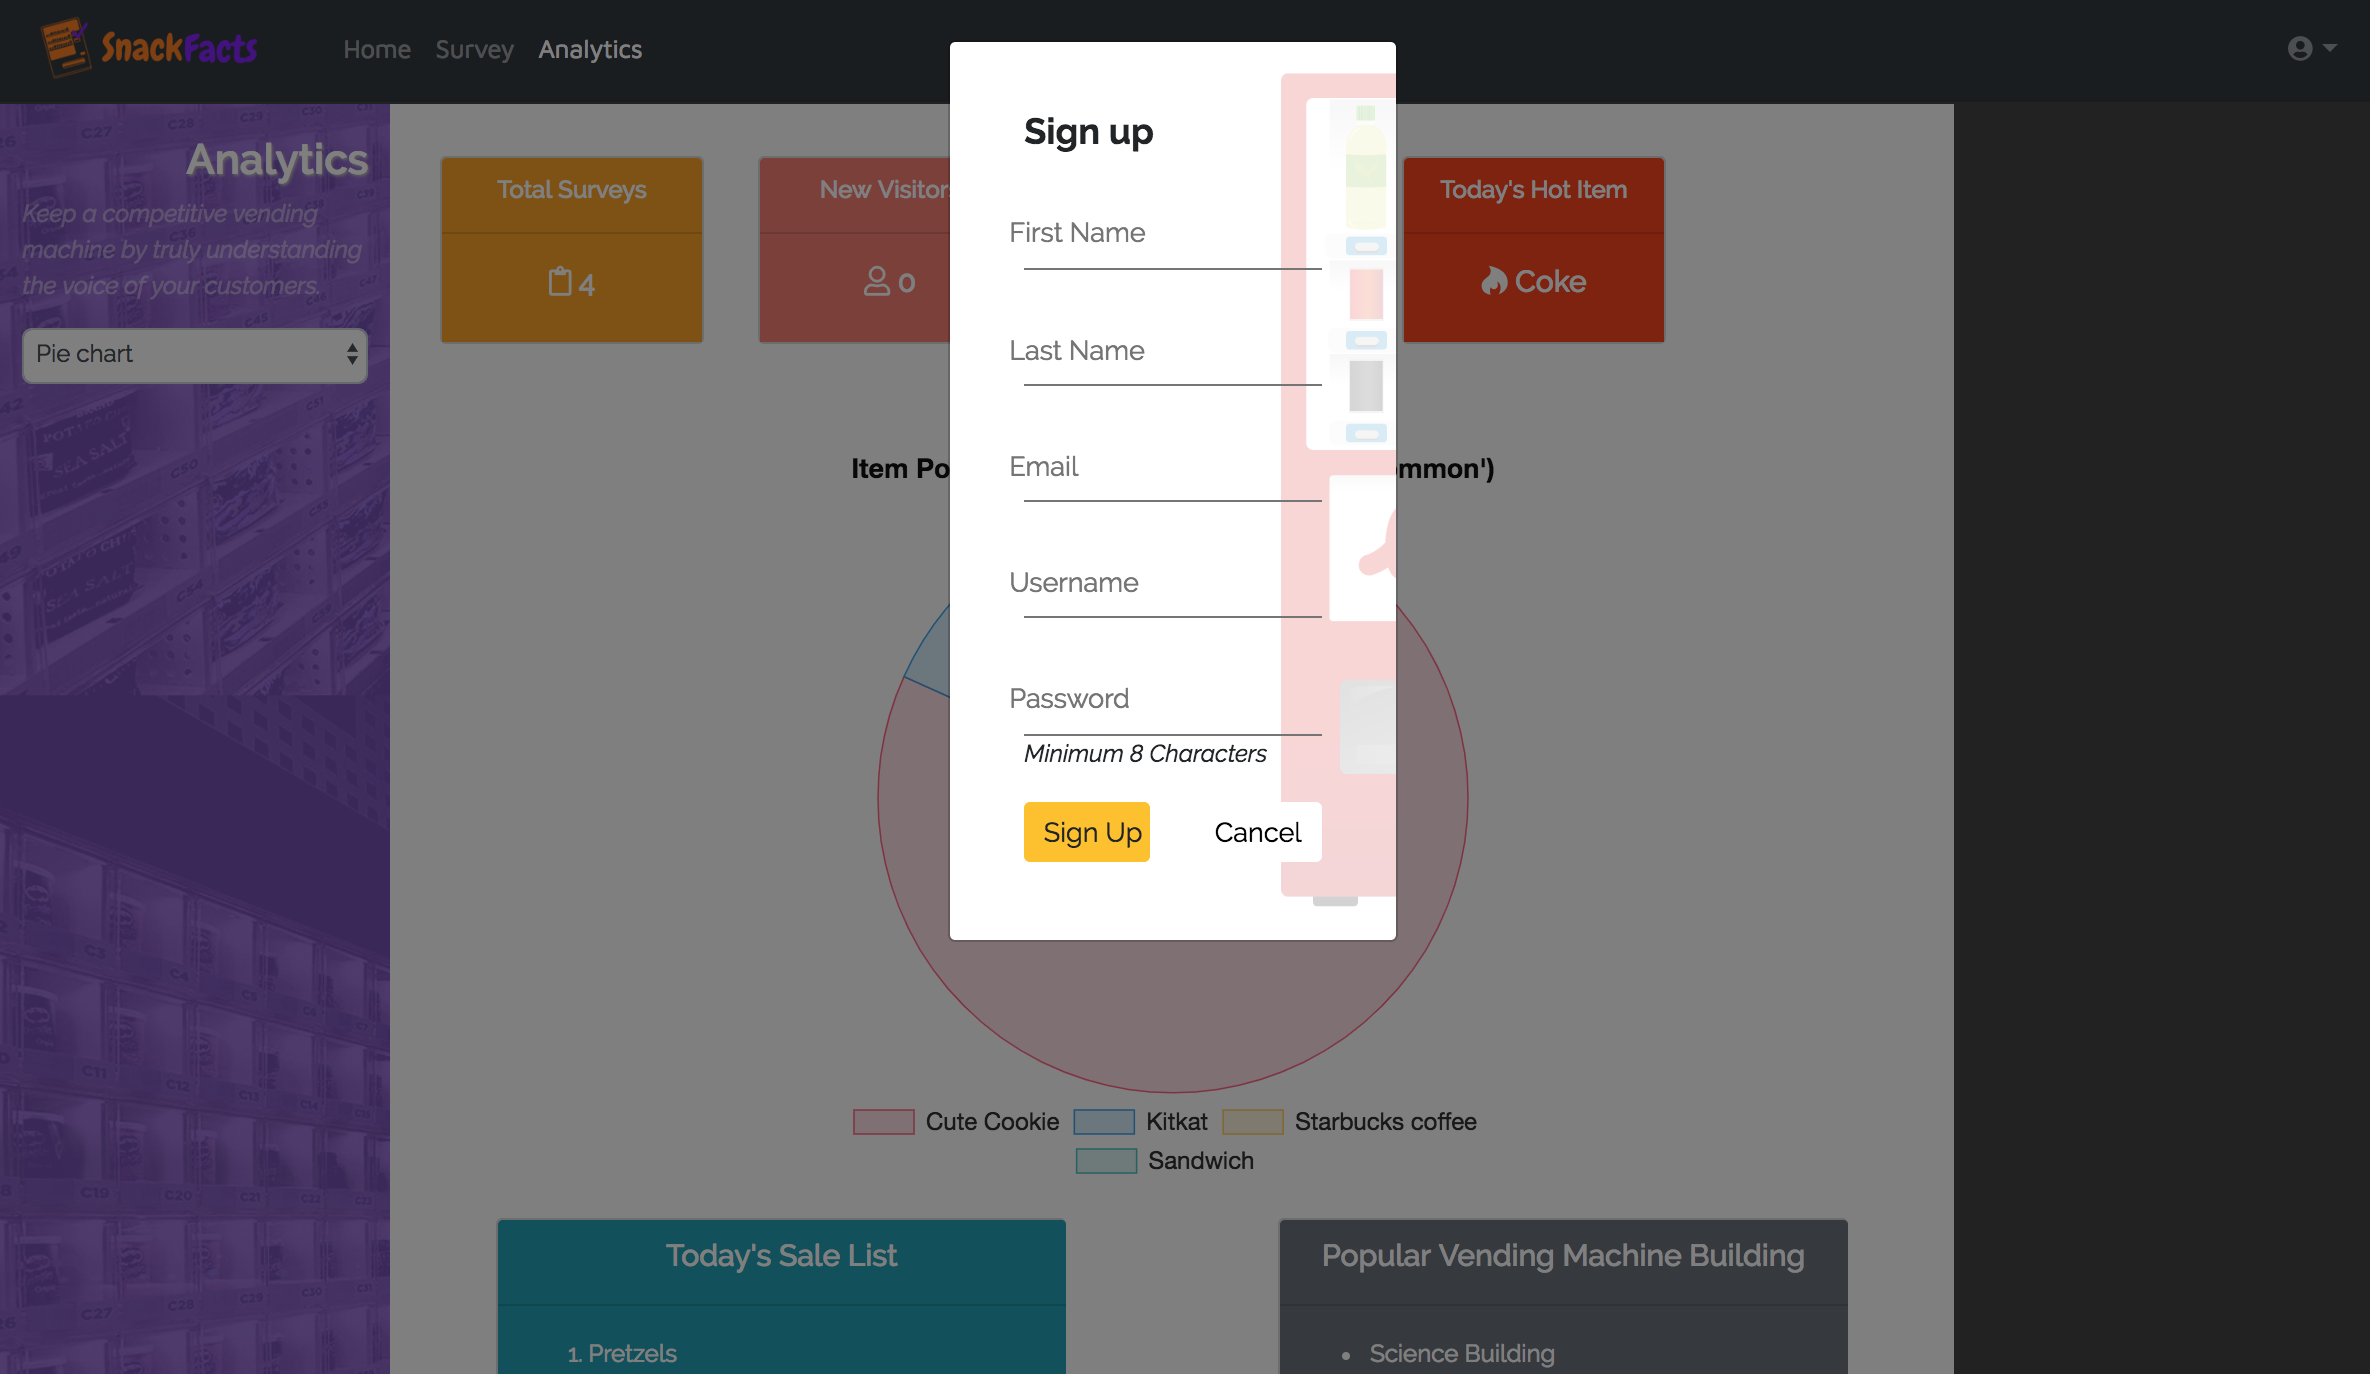 SnackFacts
Home Survey Analytics
Analytics
Keep a competitive vending
machine by truly understanding
the voice of your customers.
Pie chart
Total Surveys
4
New Visitor
0
Today's Hot Item
Coke
Item Po
mmon')
Sign up
First Name
Last Name
Email
Username
Password
Minimum 8 Characters
Sign Up
Cancel
Cute Cookie Kitkat Starbucks coffee
Sandwich
Today's Sale List
1. Pretzels
Popular Vending Machine Building
• Science Building